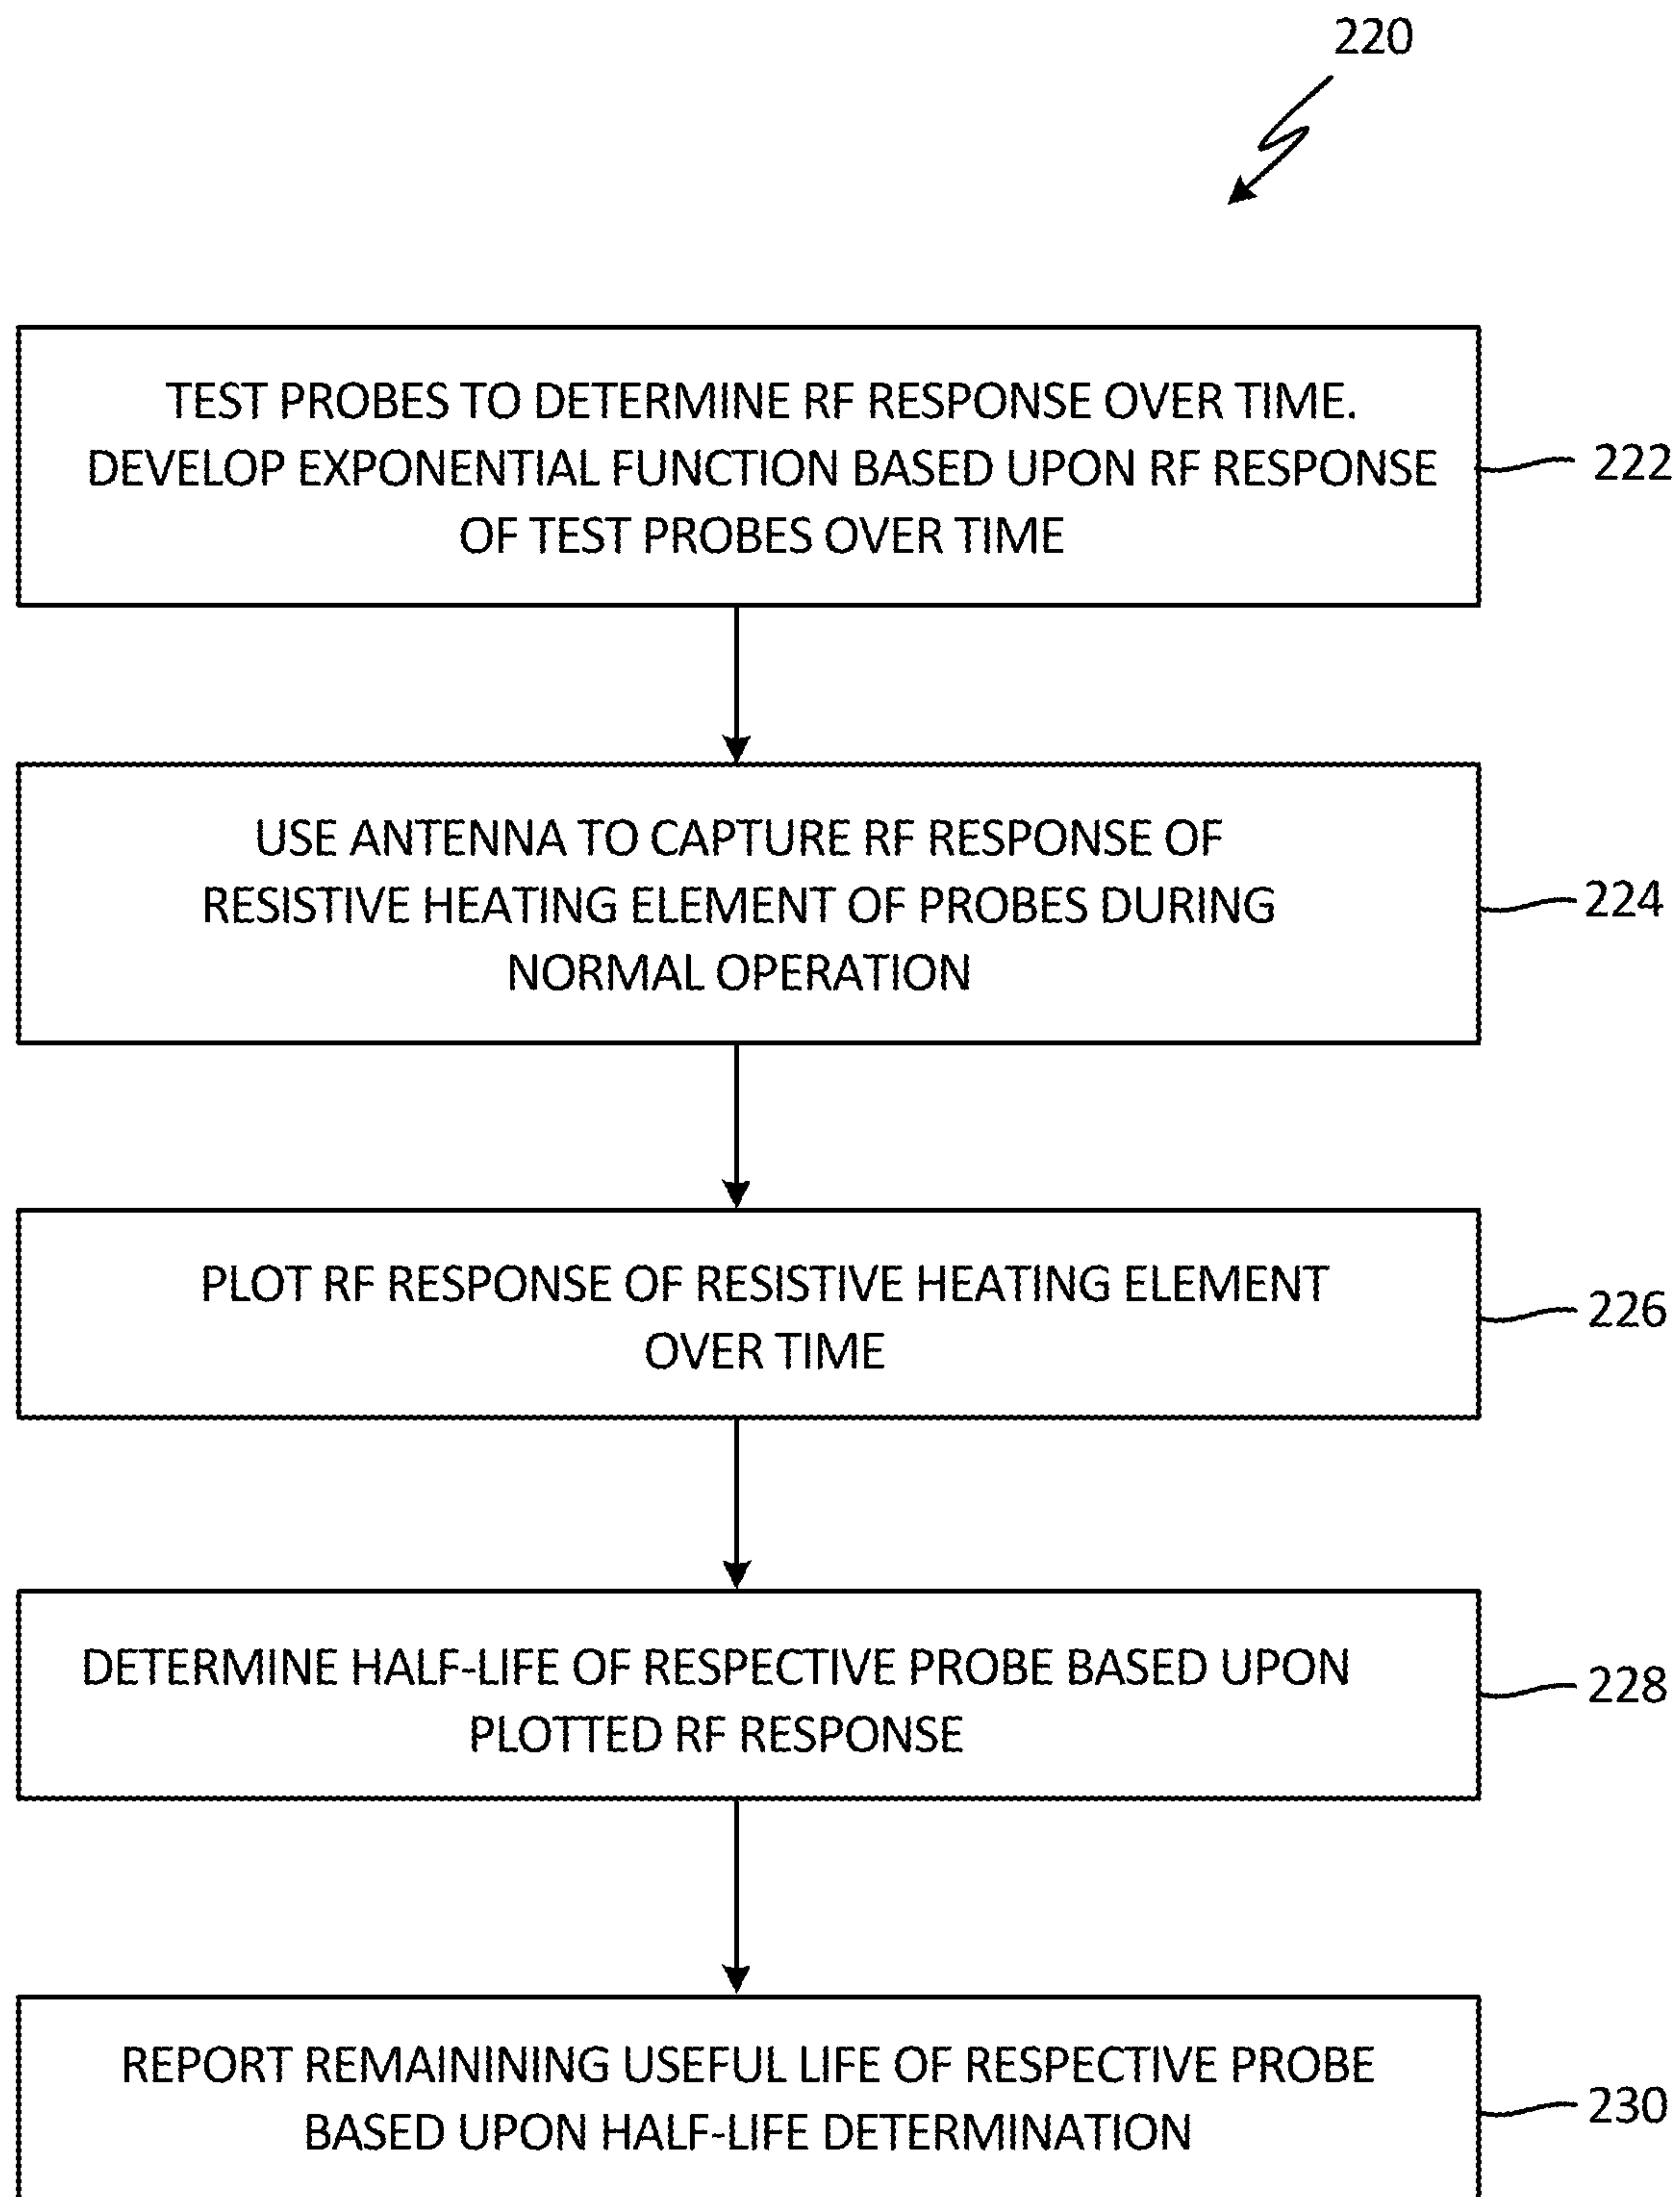 220
TEST PROBES TO DETERMINE RF RESPONSE OVER TIME.
DEVELOP EXPONENTIAL FUNCTION BASED UPON RF RESPONSE
OF TEST PROBES OVER TIME
222
USE ANTENNA TO CAPTURE RF RESPONSE OF
RESISTIVE HEATING ELEMENT OF PROBES DURING
NORMAL OPERATION
224
PLOT RF RESPONSE OF RESISTIVE HEATING ELEMENT
OVER TIME
226
DETERMINE HALF-LIFE OF RESPECTIVE PROBE BASED UPON
PLOTTED RF RESPONSE
228
REPORT REMAINING USEFUL LIFE OF RESPECTIVE PROBE
BASED UPON HALF-LIFE DETERMINATION
230